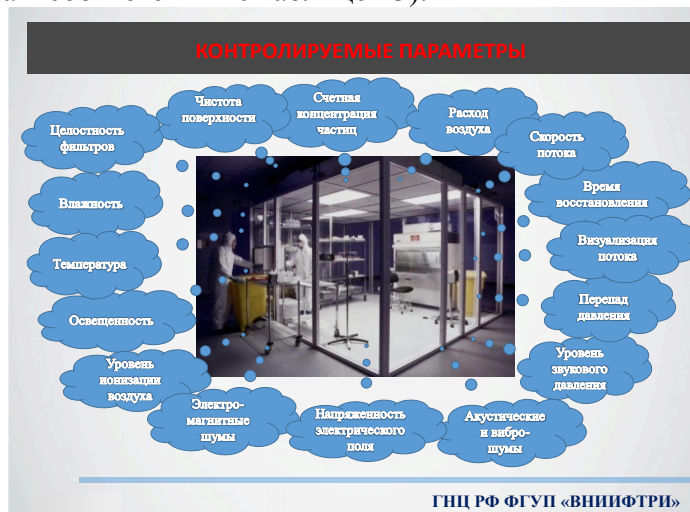 КОНТРОЛИРУЕМЫЕ ПАРАМЕТРЫ
Целостность
фильтров
Чистота
поверхности
Счетная
концентрация
частиц
Расход
воздуха
Скорость
потока
Время
восстановления
Визуализация
потока
Перепад
давления
Уровень
звукового
давления
Акустические
и вибро-
шумы
Напряженность
электрического
поля
Электро-
магнитные
шумы
Уровень
ионизации
воздуха
Освещенность
Температура
Влажность
ГНЦ РФ ФГУП «ВНИИФТРИ»